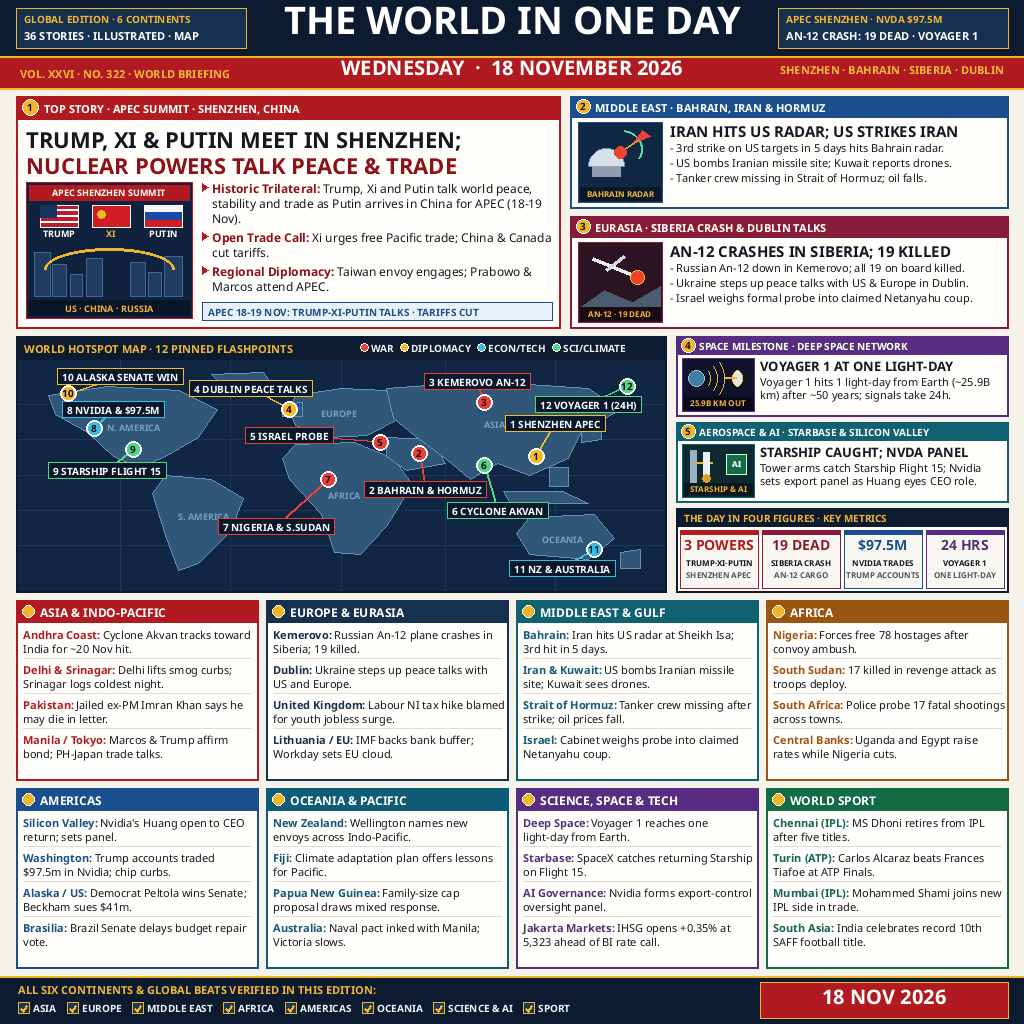 GLOBAL EDITION · 6 CONTINENTS
36 STORIES · ILLUSTRATED · MAP
THE WORLD IN ONE DAY
APEC SHENZHEN · NVDA $97.5M
AN-12 CRASH: 19 DEAD · VOYAGER 1
VOL. XXVI · NO. 322 · WORLD BRIEFING
WEDNESDAY · 18 NOVEMBER 2026
SHENZHEN · BAHRAIN · SIBERIA · DUBLIN
1 TOP STORY · APEC SUMMIT · SHENZHEN, CHINA
TRUMP, XI & PUTIN MEET IN SHENZHEN;
NUCLEAR POWERS TALK PEACE & TRADE
APEC SHENZHEN SUMMIT
TRUMP XI PUTIN
US · CHINA · RUSSIA
Historic Trilateral: Trump, Xi and Putin talk world peace,
stability and trade as Putin arrives in China for APEC (18-19
Nov).
Open Trade Call: Xi urges free Pacific trade; China & Canada
cut tariffs.
Regional Diplomacy: Taiwan envoy engages; Prabowo &
Marcos attend APEC.
APEC 18-19 NOV: TRUMP-XI-PUTIN TALKS · TARIFFS CUT
2 MIDDLE EAST · BAHRAIN, IRAN & HORMUZ
BAHRAIN RADAR
IRAN HITS US RADAR; US STRIKES IRAN
- 3rd strike on US targets in 5 days hits Bahrain radar.
- US bombs Iranian missile site; Kuwait reports drones.
- Tanker crew missing in Strait of Hormuz; oil falls.
3 EURASIA · SIBERIA CRASH & DUBLIN TALKS
AN-12 · 19 DEAD
AN-12 CRASHES IN SIBERIA; 19 KILLED
- Russian An-12 down in Kemerovo; all 19 on board killed.
- Ukraine steps up peace talks with US & Europe in Dublin.
- Israel weighs formal probe into claimed Netanyahu coup.
WORLD HOTSPOT MAP · 12 PINNED FLASHPOINTS
WAR DIPLOMACY ECON/TECH SCI/CLIMATE
10 ALASKA SENATE WIN
10
8 NVIDIA & $97.5M
8
N. AMERICA
9
9 STARSHIP FLIGHT 15
4 DUBLIN PEACE TALKS
4
EUROPE
5 ISRAEL PROBE
5
3 KEMEROVO AN-12
3
ASIA
12
12 VOYAGER 1 (24H)
1 SHENZHEN APEC
1
2
2 BAHRAIN & HORMUZ
6
6 CYCLONE AKVAN
7
AFRICA
S. AMERICA
7 NIGERIA & S.SUDAN
OCEANIA
11
11 NZ & AUSTRALIA
4 SPACE MILESTONE · DEEP SPACE NETWORK
25.9B KM OUT
VOYAGER 1 AT ONE LIGHT-DAY
Voyager 1 hits 1 light-day from Earth (~25.9B
km) after ~50 years; signals take 24h.
5 AEROSPACE & AI · STARBASE & SILICON VALLEY
AI
STARSHIP & AI
STARSHIP CAUGHT; NVDA PANEL
Tower arms catch Starship Flight 15; Nvidia
sets export panel as Huang eyes CEO role.
THE DAY IN FOUR FIGURES · KEY METRICS
3 POWERS
TRUMP-XI-PUTIN
SHENZHEN APEC
19 DEAD
SIBERIA CRASH
AN-12 CARGO
$97.5M
NVIDIA TRADES
TRUMP ACCOUNTS
24 HRS
VOYAGER 1
ONE LIGHT-DAY
ASIA & INDO-PACIFIC
Andhra Coast: Cyclone Akvan tracks toward
India for ~20 Nov hit.
Delhi & Srinagar: Delhi lifts smog curbs;
Srinagar logs coldest night.
Pakistan: Jailed ex-PM Imran Khan says he
may die in letter.
Manila / Tokyo: Marcos & Trump affirm
bond; PH-Japan trade talks.
EUROPE & EURASIA
Kemerovo: Russian An-12 plane crashes in
Siberia; 19 killed.
Dublin: Ukraine steps up peace talks with
US and Europe.
United Kingdom: Labour NI tax hike blamed
for youth jobless surge.
Lithuania / EU: IMF backs bank buffer;
Workday sets EU cloud.
MIDDLE EAST & GULF
Bahrain: Iran hits US radar at Sheikh Isa;
3rd hit in 5 days.
Iran & Kuwait: US bombs Iranian missile
site; Kuwait sees drones.
Strait of Hormuz: Tanker crew missing after
strike; oil prices fall.
Israel: Cabinet weighs probe into claimed
Netanyahu coup.
AFRICA
Nigeria: Forces free 78 hostages after
convoy ambush.
South Sudan: 17 killed in revenge attack as
troops deploy.
South Africa: Police probe 17 fatal shootings
across towns.
Central Banks: Uganda and Egypt raise
rates while Nigeria cuts.
AMERICAS
Silicon Valley: Nvidia's Huang open to CEO
return; sets panel.
Washington: Trump accounts traded
$97.5m in Nvidia; chip curbs.
Alaska / US: Democrat Peltola wins Senate;
Beckham sues $41m.
Brasilia: Brazil Senate delays budget repair
vote.
OCEANIA & PACIFIC
New Zealand: Wellington names new
envoys across Indo-Pacific.
Fiji: Climate adaptation plan offers lessons
for Pacific.
Papua New Guinea: Family-size cap
proposal draws mixed response.
Australia: Naval pact inked with Manila;
Victoria slows.
SCIENCE, SPACE & TECH
Deep Space: Voyager 1 reaches one
light-day from Earth.
Starbase: SpaceX catches returning Starship
on Flight 15.
AI Governance: Nvidia forms export-control
oversight panel.
Jakarta Markets: IHSG opens +0.35% at
5,323 ahead of BI rate call.
WORLD SPORT
Chennai (IPL): MS Dhoni retires from IPL
after five titles.
Turin (ATP): Carlos Alcaraz beats Frances
Tiafoe at ATP Finals.
Mumbai (IPL): Mohammed Shami joins new
IPL side in trade.
South Asia: India celebrates record 10th
SAFF football title.
ALL SIX CONTINENTS & GLOBAL BEATS VERIFIED IN THIS EDITION:
ASIA EUROPE MIDDLE EAST AFRICA AMERICAS OCEANIA SCIENCE & AI SPORT
18 NOV 2026